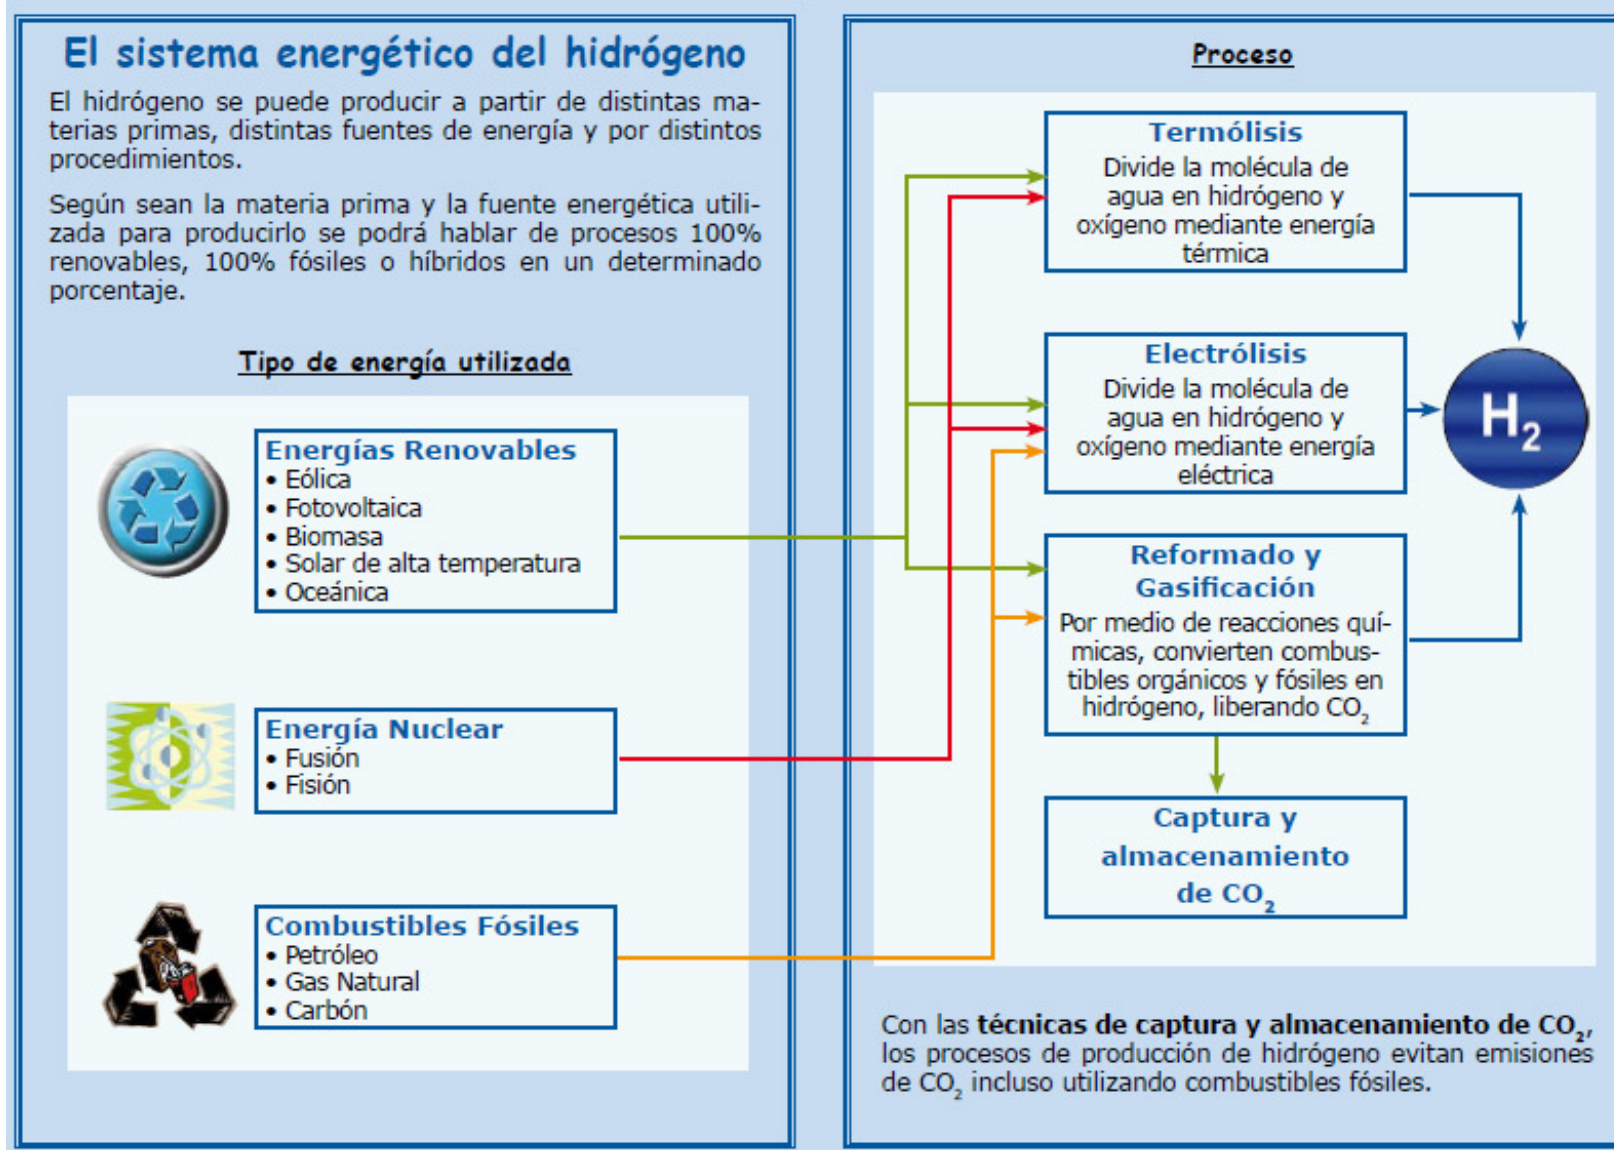 El sistema energético del hidrógeno
El hidrógeno se puede producir a partir de distintas ma-
terias primas, distintas fuentes de energía y por distintos
procedimientos.
Según sean la materia prima y la fuente energética utili-
zada para producirlo se podrá hablar de procesos 100%
renovables, 100% fósiles o híbridos en un determinado
porcentaje.
Tipo de energía utilizada
Energías Renovables
• Eólica
• Fotovoltaica
• Biomasa
• Solar de alta temperatura
• Oceánica
Energía Nuclear
• Fusión
• Fisión
Combustibles Fósiles
• Petróleo
• Gas Natural
• Carbón
Proceso
Termólisis
Divide la molécula de
agua en hidrógeno y
oxígeno mediante energía
térmica
Electrólisis
Divide la molécula de
agua en hidrógeno y
oxígeno mediante energía
eléctrica
H₂
Reformado y
Gasificación
Por medio de reacciones quí-
micas, convierten combus-
tibles orgánicos y fósiles en
hidrógeno, liberando CO₂
Captura y
almacenamiento
de CO₂
Con las técnicas de captura y almacenamiento de CO₂,
los procesos de producción de hidrógeno evitan emisiones
de CO₂ incluso utilizando combustibles fósiles.